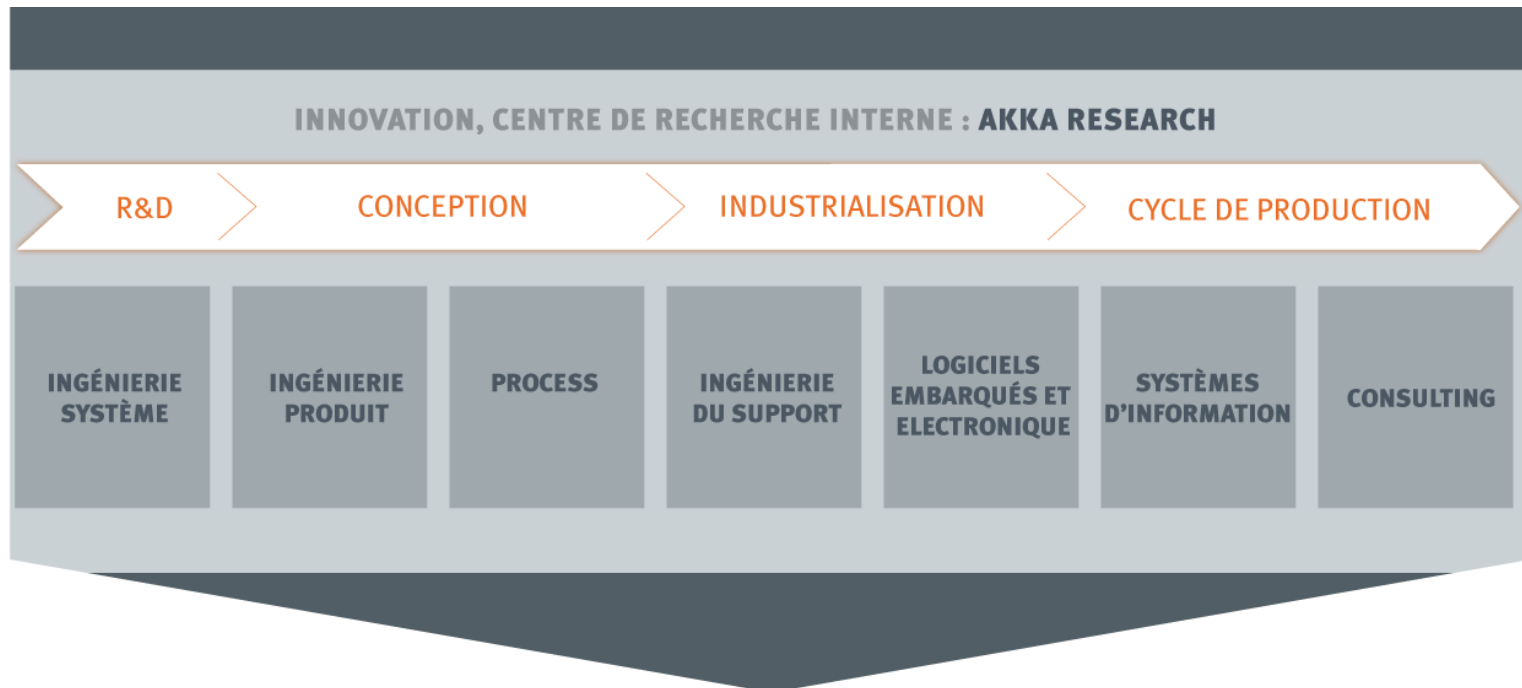 INNOVATION, CENTRE DE RECHERCHE INTERNE : AKKA RESEARCH
R&D
CONCEPTION
INDUSTRIALISATION
CYCLE DE PRODUCTION
INGÉNIERIE
SYSTÈME
INGÉNIERIE
PRODUIT
PROCESS
INGÉNIERIE
DU SUPPORT
LOGICIELS
EMBARQUÉS ET
ELECTRONIQUE
SYSTÈMES
D'INFORMATION
CONSULTING